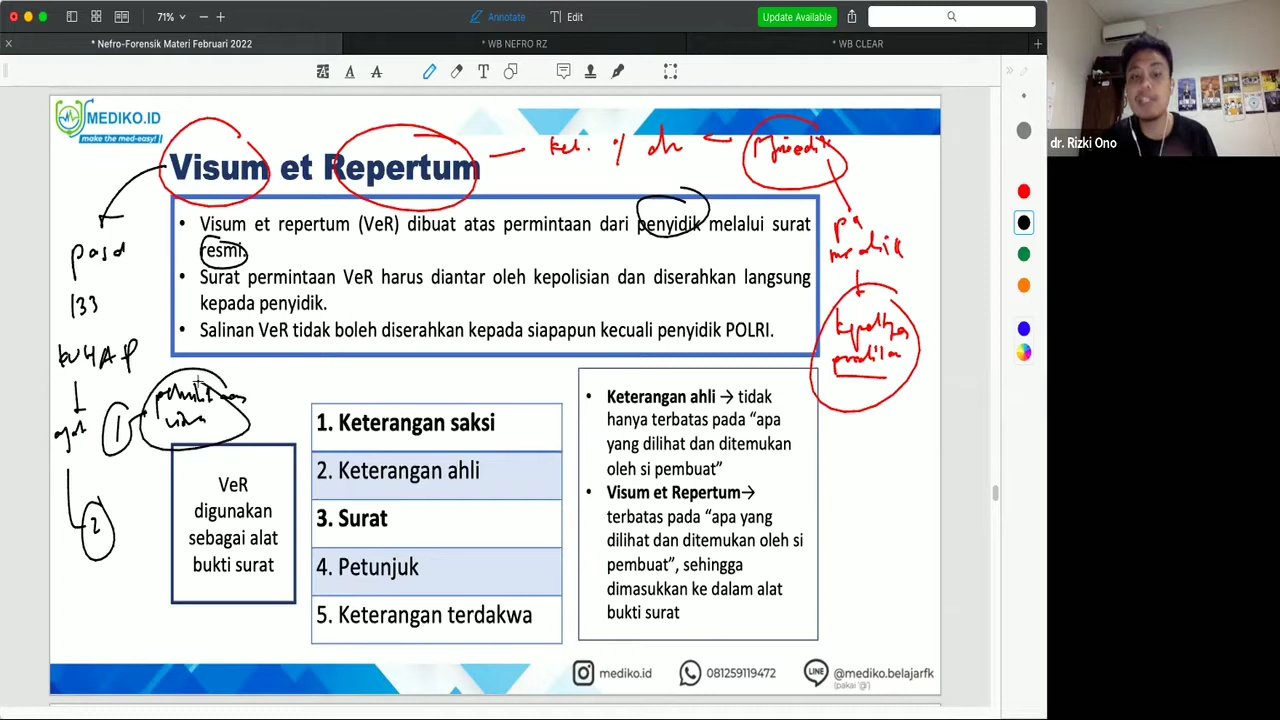 71%
Annotate
Edit
Update Available
* Nefro-Forensik Materi Februari 2022
* WB NEFRO RZ
* WB CLEAR
MEDIKO.ID
make the med-easy!
dr. Rizki Ono
Visum et Repertum
• Visum et repertum (VeR) dibuat atas permintaan dari penyidik melalui surat
resmi.
• Surat permintaan VeR harus diantar oleh kepolisian dan diserahkan langsung
kepada penyidik.
• Salinan VeR tidak boleh diserahkan kepada siapapun kecuali penyidik POLRI.
pasal
133
KUHAP
ayat
1
2
VeR
digunakan
sebagai alat
bukti surat
1. Keterangan saksi
2. Keterangan ahli
3. Surat
4. Petunjuk
5. Keterangan terdakwa
• Keterangan ahli → tidak
hanya terbatas pada “apa
yang dilihat dan ditemukan
oleh si pembuat”
• Visum et Repertum→
terbatas pada “apa yang
dilihat dan ditemukan oleh si
pembuat”, sehingga
dimasukkan ke dalam alat
bukti surat
mediko.id
081259119472
@mediko.belajarfk
(pakai '@')